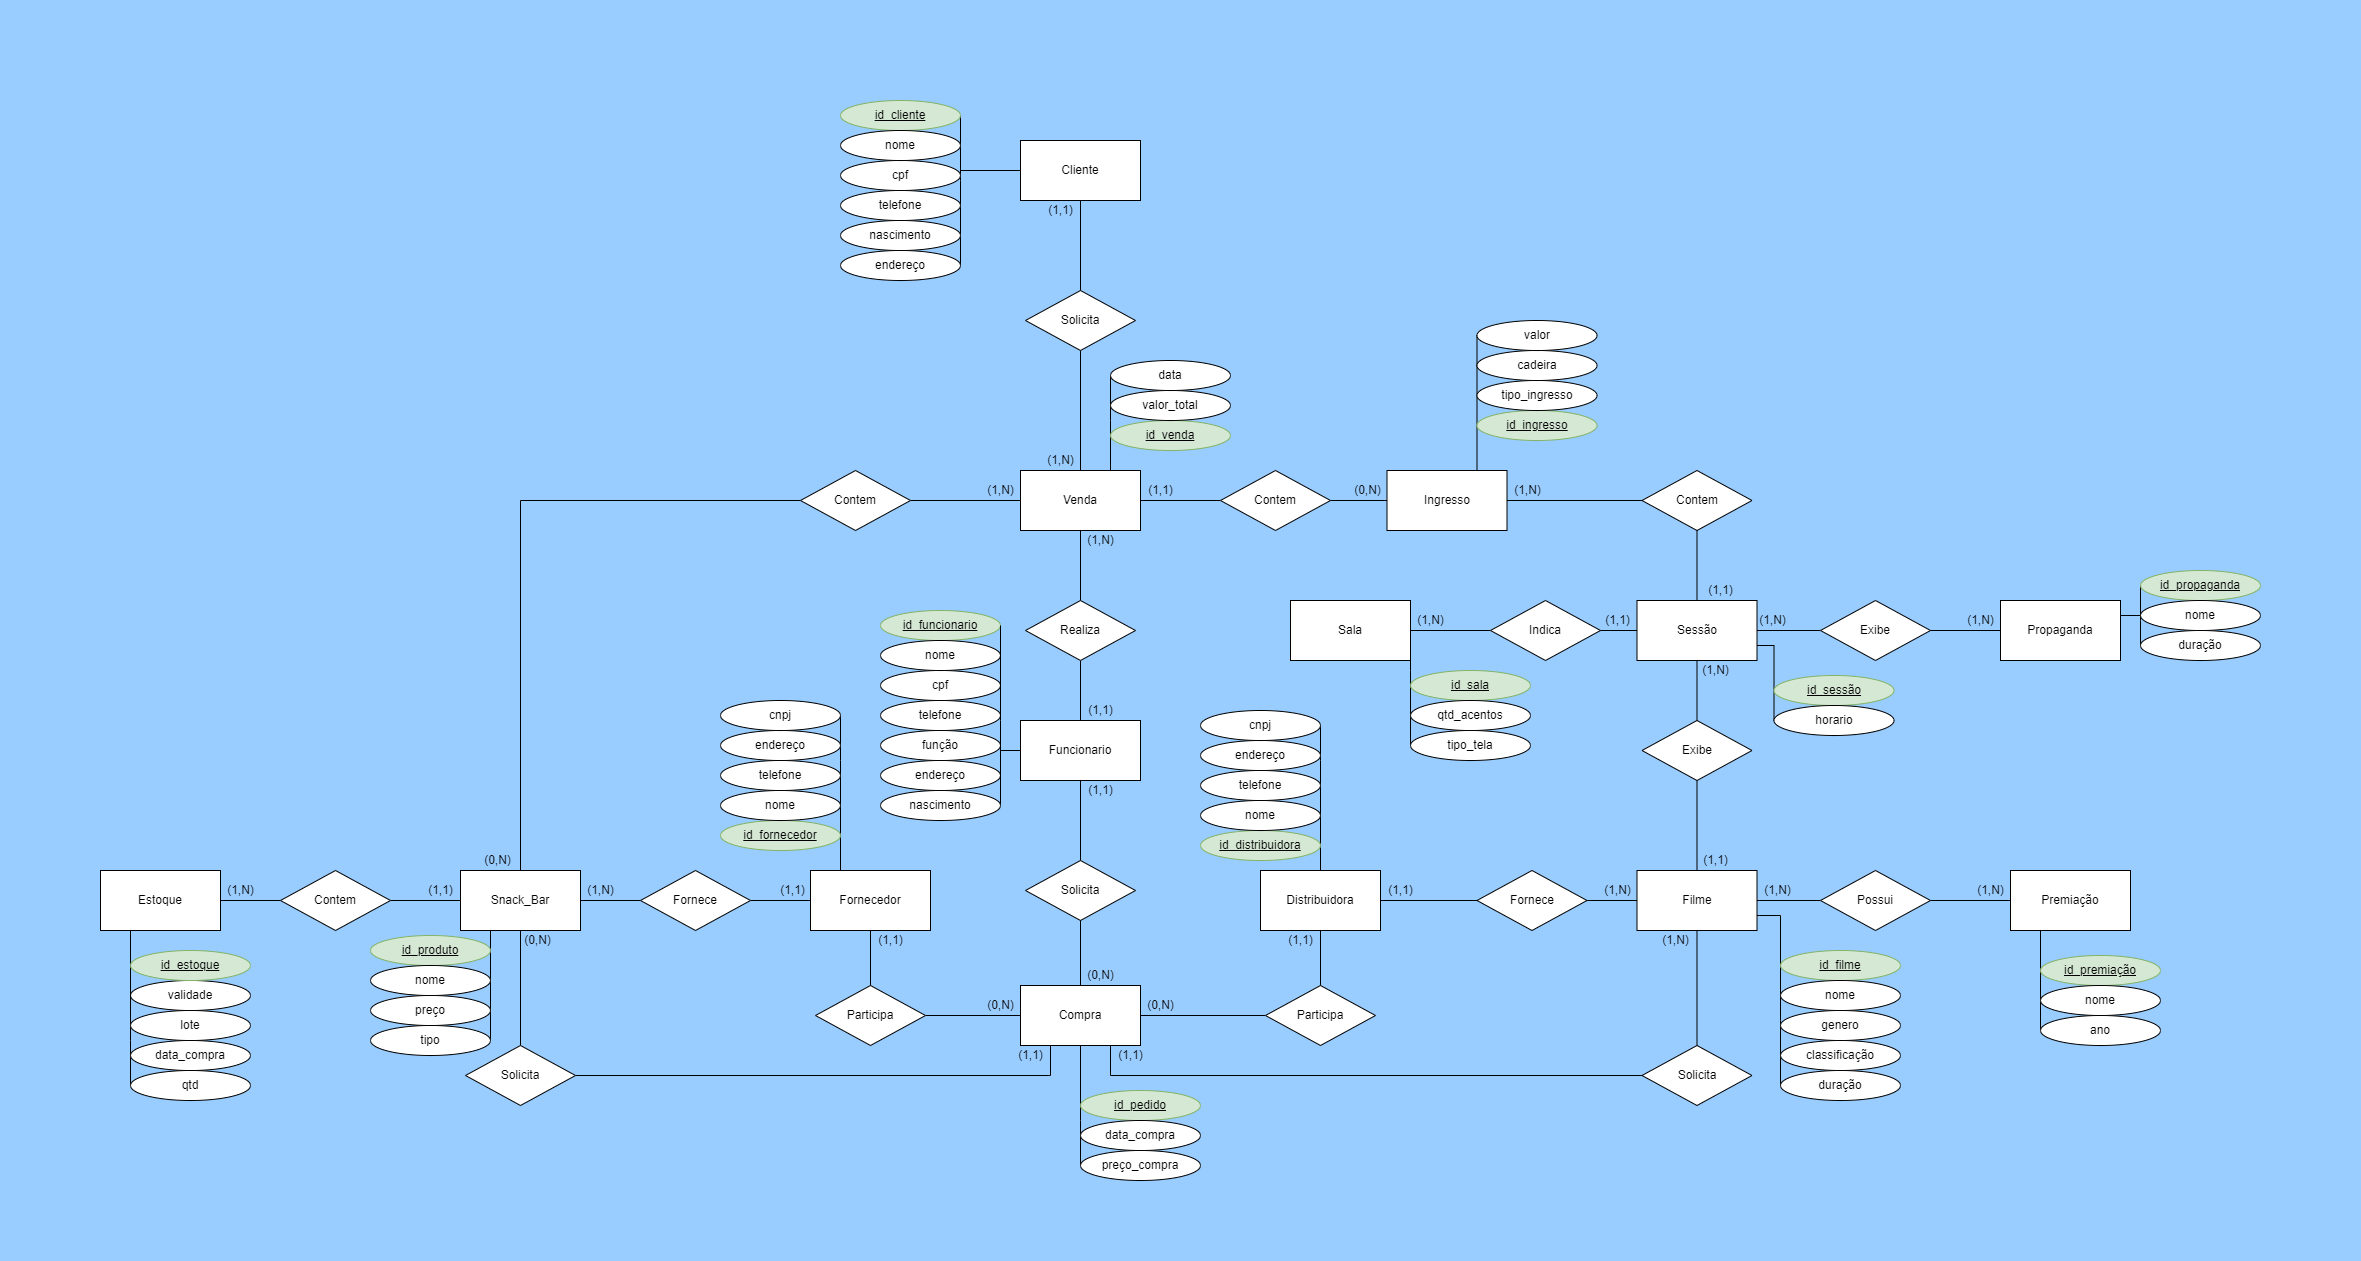 id_cliente
nome
cpf
telefone
nascimento
endereço
Cliente
(1,1)
Solicita
data
valor_total
id_venda
valor
cadeira
tipo_ingresso
id_ingresso
(1,N)
Contem
(1,N)
Venda
(1,1)
Contem
(0,N)
Ingresso
(1,N)
Contem
(1,N)
Realiza
(1,1)
id_funcionario
nome
cpf
telefone
função
endereço
nascimento
Funcionario
(1,1)
Sala
(1,N)
Indica
(1,1)
Sessão
(1,1)
(1,N)
Exibe
(1,N)
Propaganda
id_propaganda
nome
duração
id_sala
qtd_acentos
tipo_tela
(1,N)
id_sessão
horario
Exibe
(1,1)
cnpj
endereço
telefone
nome
id_fornecedor
cnpj
endereço
telefone
nome
id_distribuidora
(0,N)
Estoque
(1,N)
Contem
(1,1)
Snack_Bar
(1,N)
Fornece
(1,1)
Fornecedor
Solicita
Distribuidora
(1,1)
Fornece
(1,N)
Filme
(1,N)
Possui
(1,N)
Premiação
id_estoque
validade
lote
data_compra
qtd
id_produto
nome
preço
tipo
(0,N)
Solicita
(1,1)
Participa
(0,N)
(0,N)
Compra
(0,N)
(1,1)
Participa
(1,1)
(1,1)
(1,N)
Solicita
id_filme
nome
genero
classificação
duração
id_premiação
nome
ano
id_pedido
data_compra
preço_compra